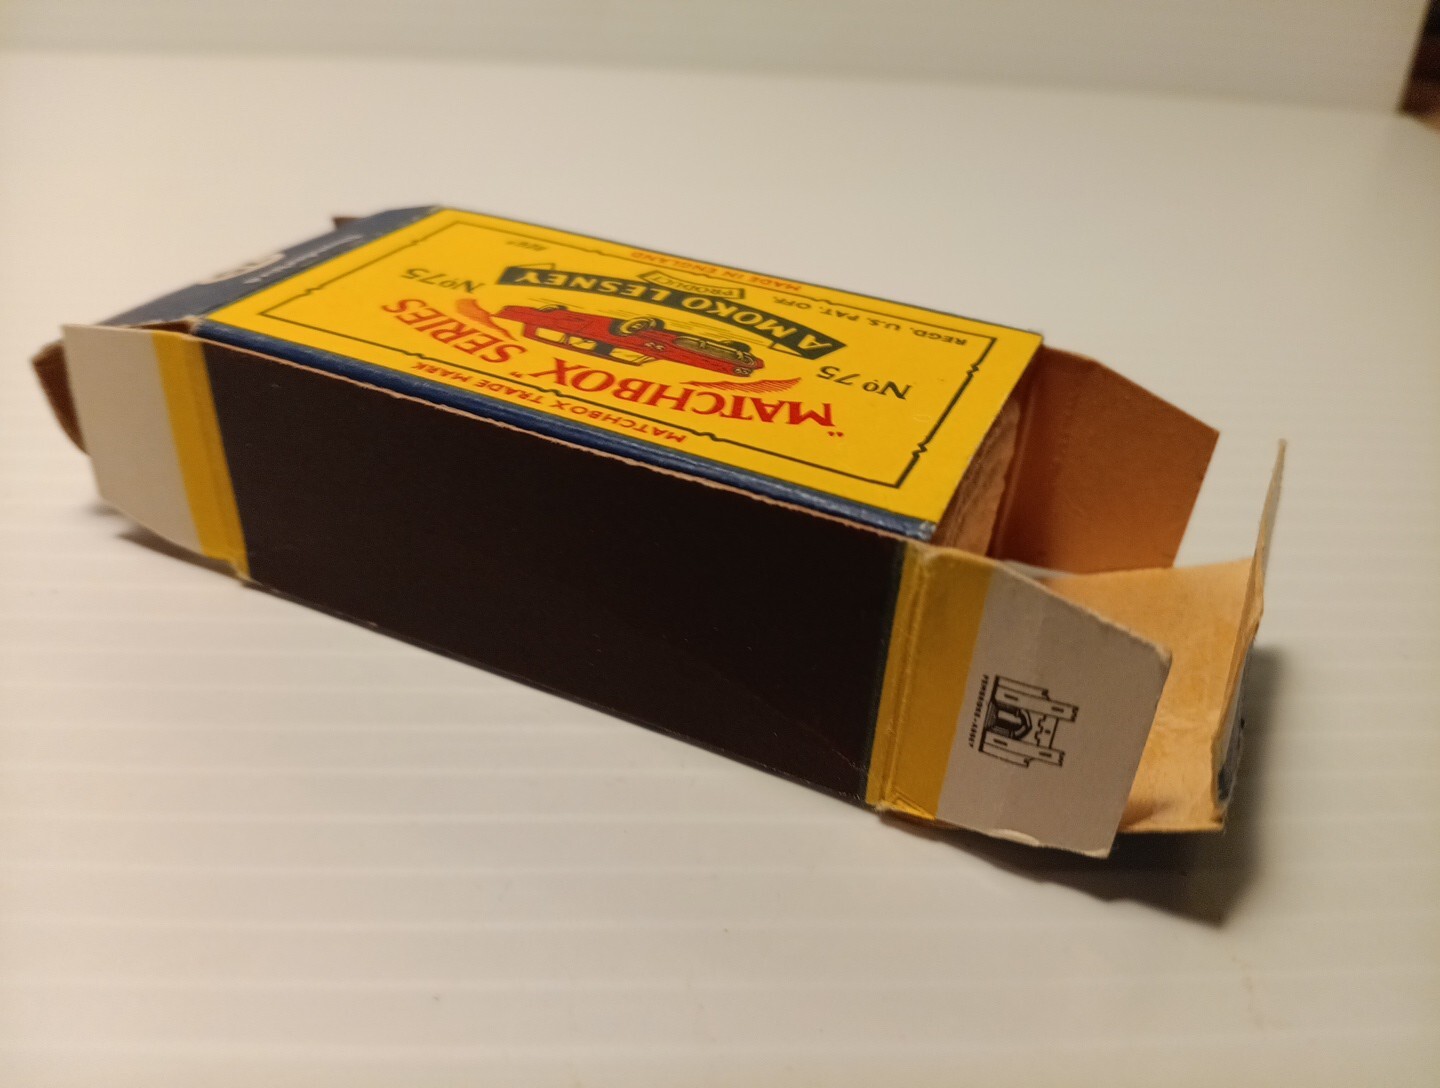 "MATCHBOX" SERIES
MATCHBOX TRADE MARK
Nº 75
Nº 75
A MOKO LESNEY
PRODUCT
REGD. U.S. PAT. OFF.
MADE IN ENGLAND